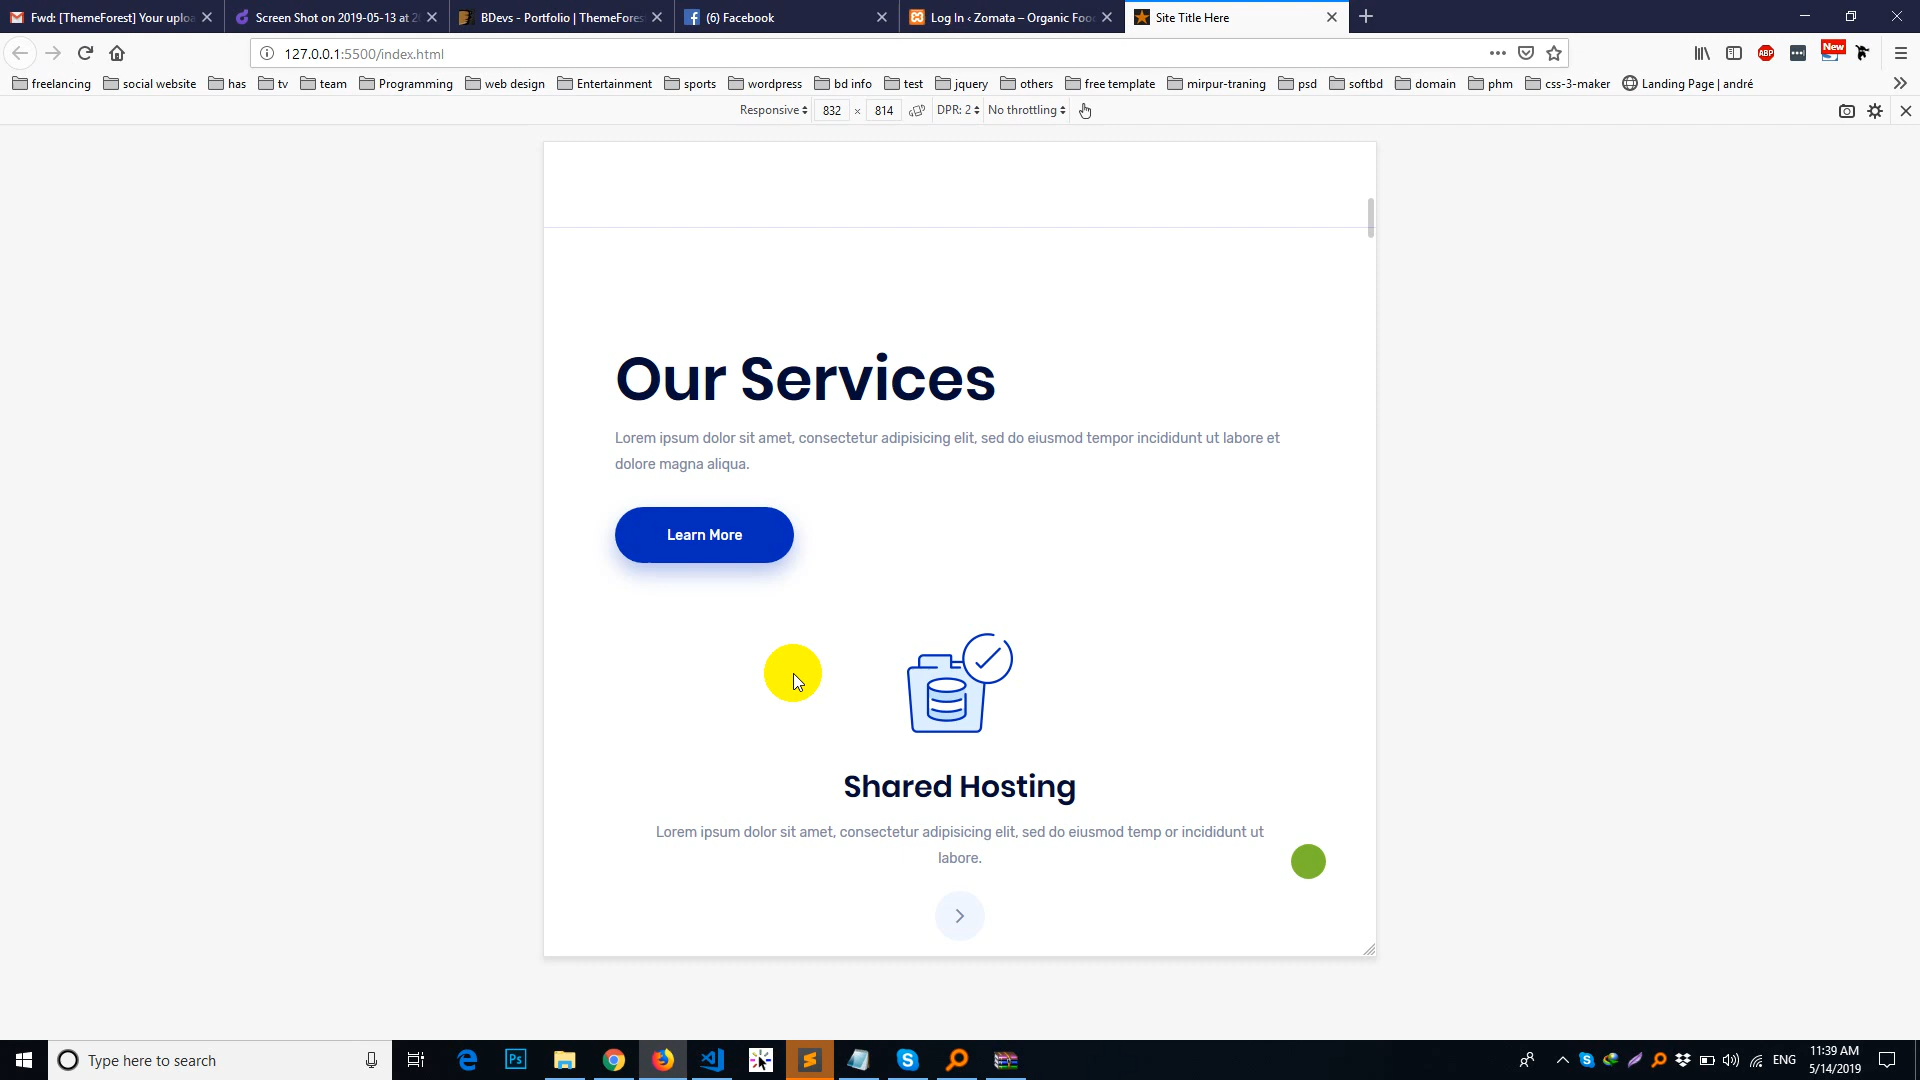 Fwd: [ThemeForest] Your uploa
Screen Shot on 2019-05-13 at 2
BDevs - Portfolio | ThemeFores
(6) Facebook
Log In ‹ Zomata – Organic Foo
Site Title Here
127.0.0.1:5500/index.html
New
ABP
freelancing
social website
has
tv
team
Programming
web design
Entertainment
sports
wordpress
bd info
test
jquery
others
free template
mirpur-traning
psd
softbd
domain
phm
css-3-maker
Landing Page | andré
Responsive
832 × 814
DPR: 2
No throttling
Our Services
Lorem ipsum dolor sit amet, consectetur adipisicing elit, sed do eiusmod tempor incididunt ut labore et
dolore magna aliqua.
Learn More
Shared Hosting
Lorem ipsum dolor sit amet, consectetur adipisicing elit, sed do eiusmod temp or incididunt ut
labore.
Type here to search
Ps
ENG
11:39 AM
5/14/2019